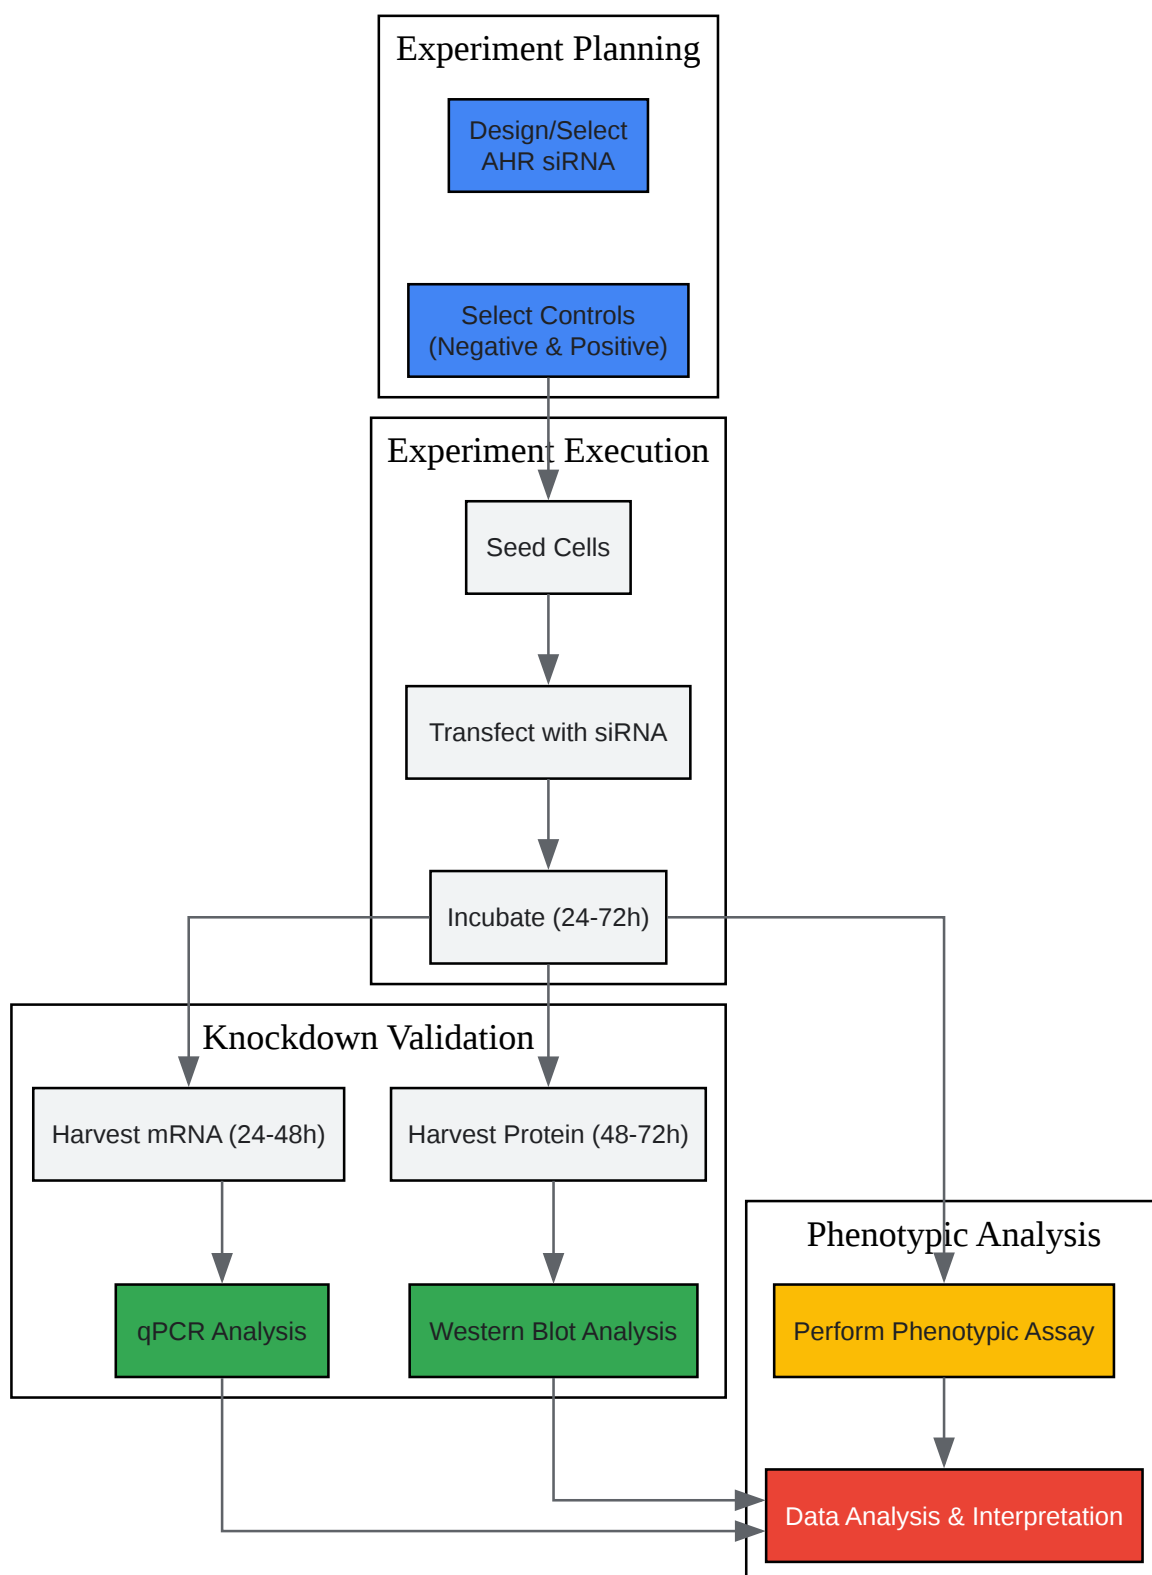 Experiment Planning
Design/Select
AHR siRNA
Select Controls
(Negative & Positive)
Experiment Execution
Seed Cells
Transfect with siRNA
Incubate (24-72h)
Knockdown Validation
Harvest mRNA (24-48h)
Harvest Protein (48-72h)
qPCR Analysis
Western Blot Analysis
Phenotypic Analysis
Perform Phenotypic Assay
Data Analysis & Interpretation